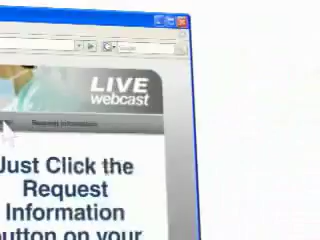 LIVE
webcast
Request Information
Just Click the
Request
Information
button on your